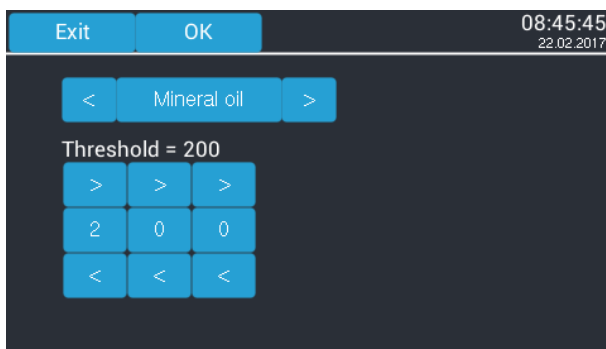 Exit OK 08:45:45
22.02.2017
< Mineral oil >
Threshold = 200
> > >
2 0 0
< < <